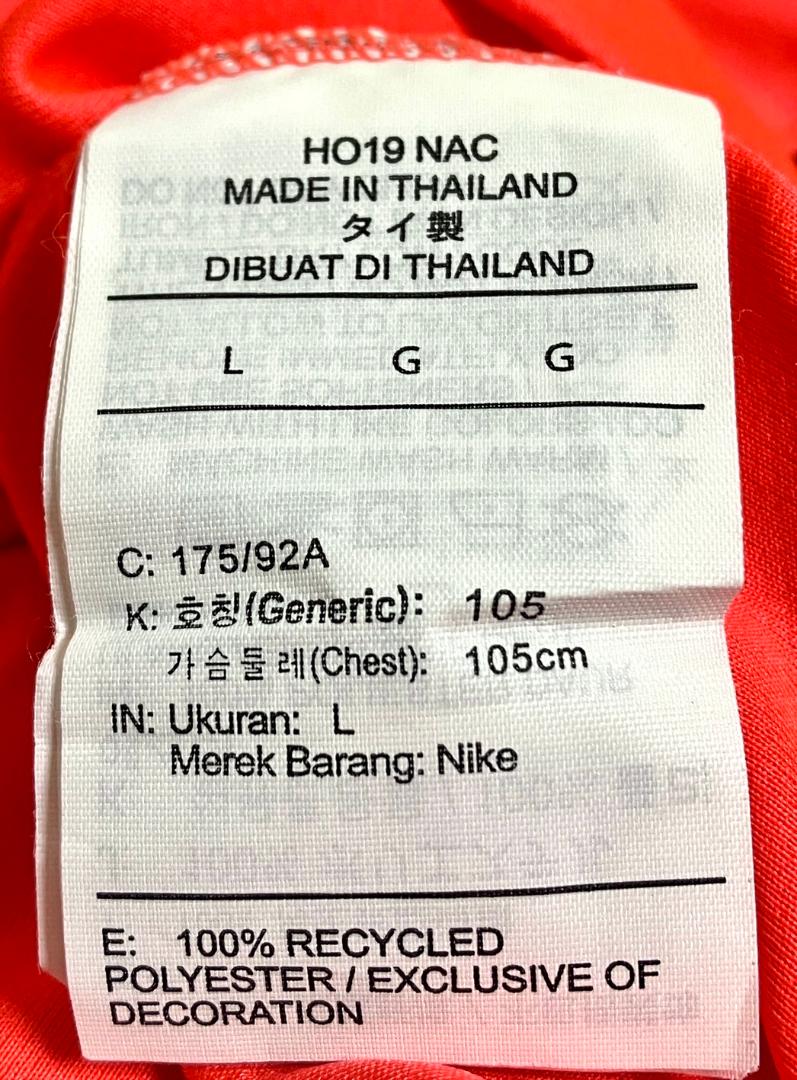 HO19 NAC
MADE IN THAILAND
タイ製
DIBUAT DI THAILAND
L G G
C: 175/92A
K: 호칭(Generic): 105
가슴둘레(Chest): 105cm
IN: Ukuran: L
Merek Barang: Nike
E: 100% RECYCLED
POLYESTER / EXCLUSIVE OF
DECORATION